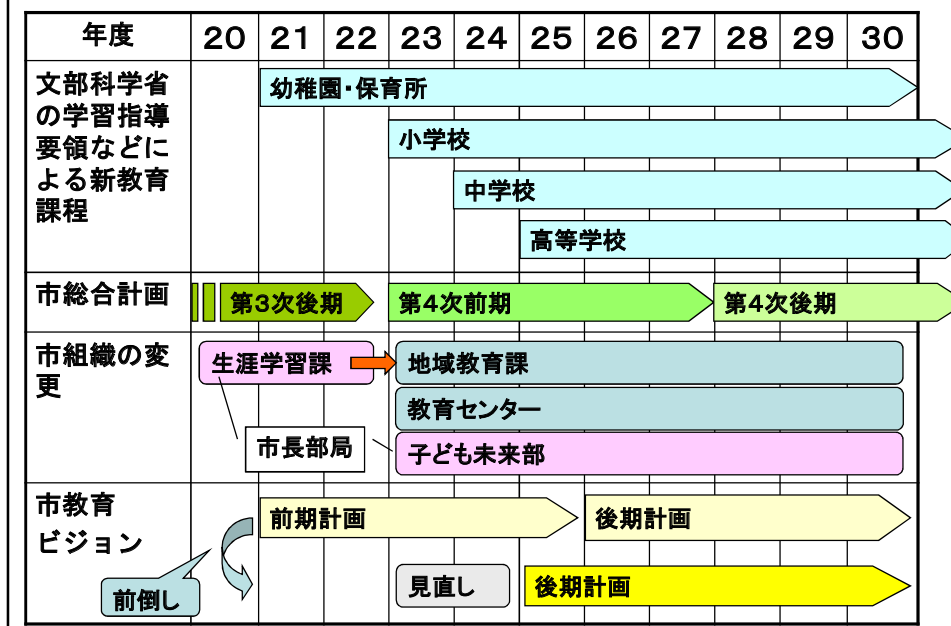 年度 20 21 22 23 24 25 26 27 28 29 30
文部科学省
の学習指導
要領などに
よる新教育
課程
幼稚園・保育所
小学校
中学校
高等学校
市総合計画
第3次後期 第4次前期 第4次後期
市組織の変
更
生涯学習課 地域教育課
教育センター
市長部局
子ども未来部
市教育
ビジョン
前期計画 後期計画
前倒し
見直し 後期計画